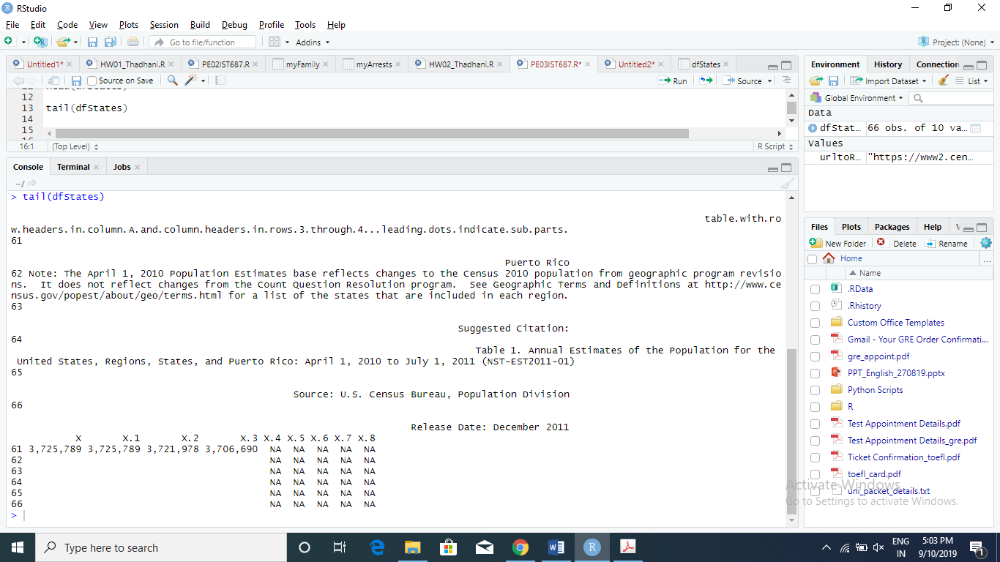 RStudio
File Edit Code View Plots Session Build Debug Profile Tools Help
Go to file/function Addins Project: (None)
Untitled1* HW01_Thadhani.R PE02IST687.R myFamily myArrests HW02_Thadhani.R PE03IST687.R* Untitled2* dfStates
Source on Save Run Source
12
13 tail(dfStates)
14
15
16:1 (Top Level) R Script
Console Terminal Jobs
~/
> tail(dfStates)
table.with.ro
w.headers.in.column.A.and.column.headers.in.rows.3.through.4...leading.dots.indicate.sub.parts.
61
Puerto Rico
62 Note: The April 1, 2010 Population Estimates base reflects changes to the Census 2010 population from geographic program revisio
ns.  It does not reflect changes from the Count Question Resolution program.  See Geographic Terms and Definitions at http://www.ce
nsus.gov/popest/about/geo/terms.html for a list of the states that are included in each region.
63
Suggested Citation:
64
Table 1. Annual Estimates of the Population for the
United States, Regions, States, and Puerto Rico: April 1, 2010 to July 1, 2011 (NST-EST2011-01)
65
Source: U.S. Census Bureau, Population Division
66
Release Date: December 2011
X X.1 X.2 X.3 X.4 X.5 X.6 X.7 X.8
61 3,725,789 3,725,789 3,721,978 3,706,690 NA NA NA NA NA
62 NA NA NA NA NA
63 NA NA NA NA NA
64 NA NA NA NA NA
65 NA NA NA NA NA
66 NA NA NA NA NA
>
Environment History Connection
Import Dataset List
Global Environment
Data
dfStat… 66 obs. of 10 va…
Values
urltoR… "https://www2.cen…
Files Plots Packages Help
New Folder Delete Rename
Home ...
Name
.RData
.Rhistory
Custom Office Templates
Gmail - Your GRE Order Confirmati...
gre_appoint.pdf
PPT_English_270819.pptx
Python Scripts
R
Test Appointment Details.pdf
Test Appointment Details_gre.pdf
Ticket Confirmation_toefl.pdf
toefl_card.pdf
uni_packet_details.txt
Activate Windows
Go to Settings to activate Windows.
Type here to search
ENG
IN
5:03 PM
9/10/2019
1